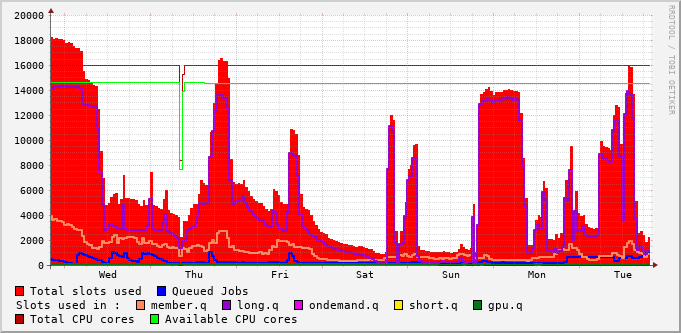 20000
18000
16000
14000
12000
10000
8000
6000
4000
2000
0
Wed Thu Fri Sat Sun Mon Tue
RRDTOOL / TOBI OETIKER
Total slots used Queued Jobs
Slots used in : member.q long.q ondemand.q short.q gpu.q
Total CPU cores Available CPU cores